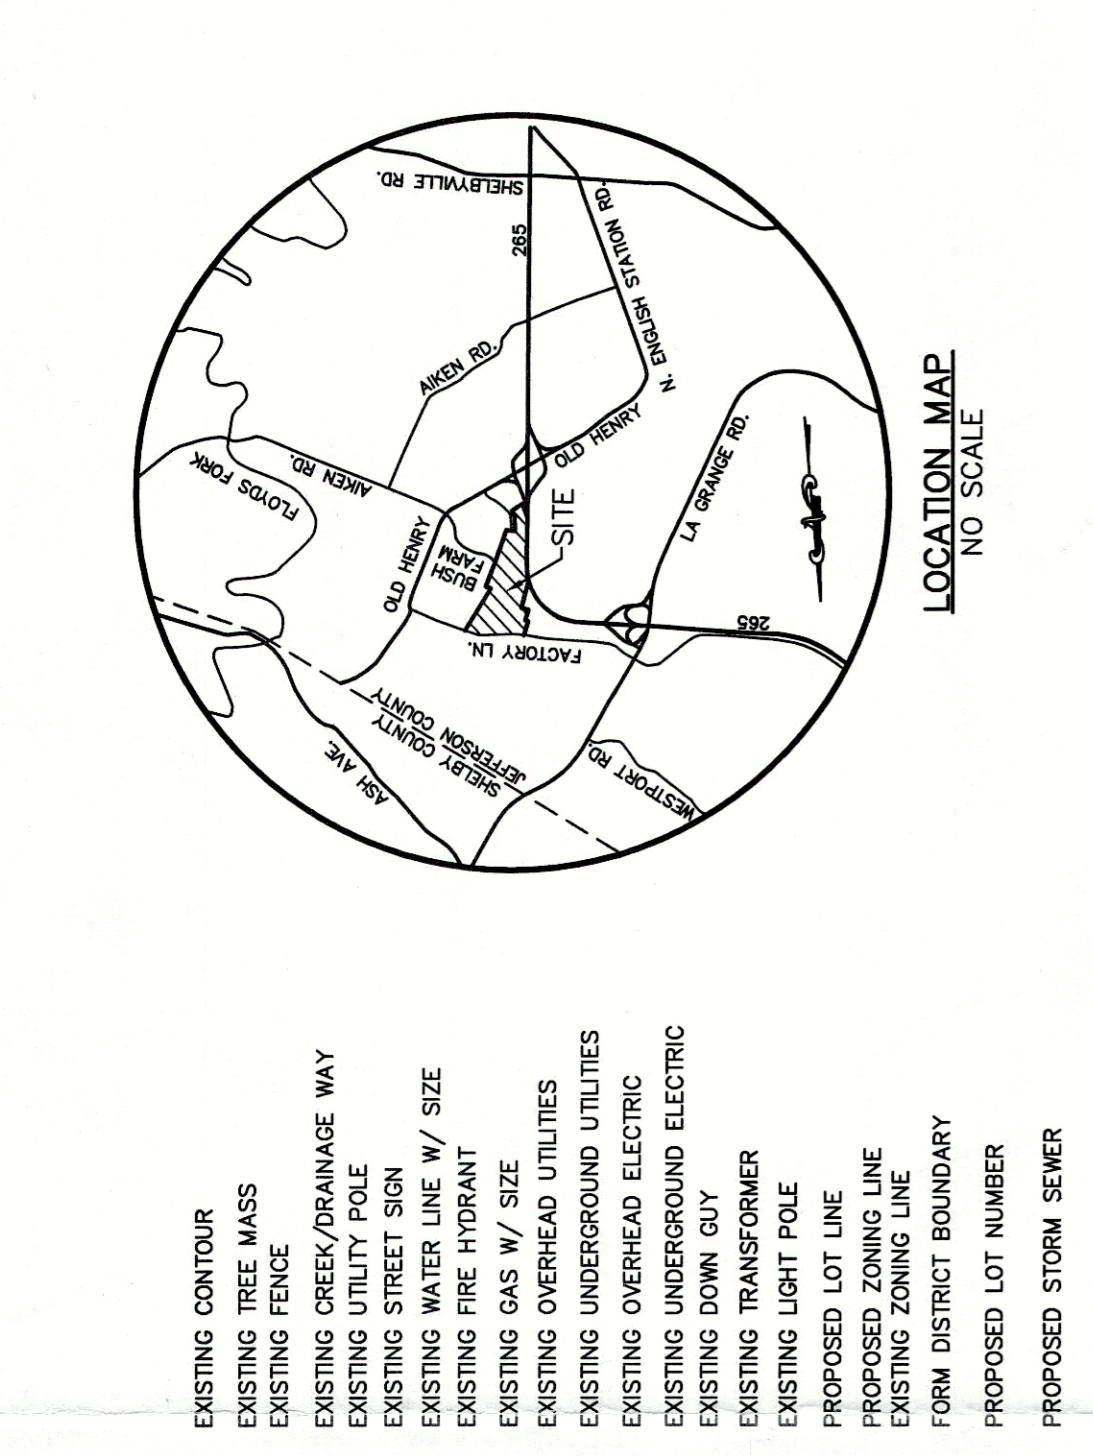 EXISTING CONTOUR
EXISTING TREE MASS
EXISTING FENCE
EXISTING CREEK/DRAINAGE WAY
EXISTING UTILITY POLE
EXISTING STREET SIGN
EXISTING WATER LINE W/ SIZE
EXISTING FIRE HYDRANT
EXISTING GAS W/ SIZE
EXISTING OVERHEAD UTILITIES
EXISTING UNDERGROUND UTILITIES
EXISTING OVERHEAD ELECTRIC
EXISTING UNDERGROUND ELECTRIC
EXISTING DOWN GUY
EXISTING TRANSFORMER
EXISTING LIGHT POLE
PROPOSED LOT LINE
PROPOSED ZONING LINE
EXISTING ZONING LINE
FORM DISTRICT BOUNDARY
PROPOSED LOT NUMBER
PROPOSED STORM SEWER
SHELBYVILLE RD.
265
N. ENGLISH STATION RD.
AIKEN RD.
AIKEN RD.
FLOYDS FORK
OLD HENRY
OLD HENRY
BUSH
FARM
SITE
LA GRANGE RD.
FACTORY LN.
265
SHELBY COUNTY
JEFFERSON COUNTY
ASH AVE.
WESTPORT RD.
LOCATION MAP
NO SCALE